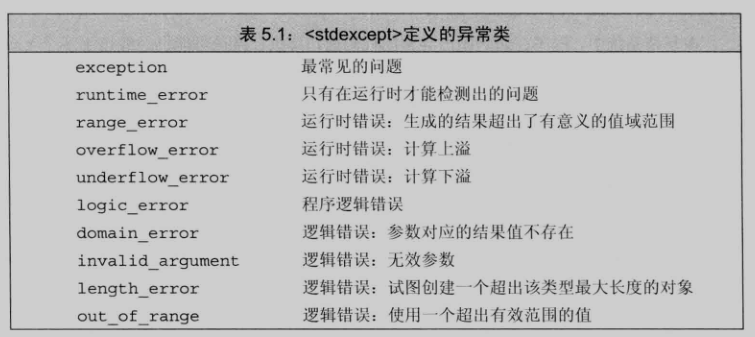 表 5.1：<stdexcept>定义的异常类
exception 最常见的问题
runtime_error 只有在运行时才能检测出的问题
range_error 运行时错误：生成的结果超出了有意义的值域范围
overflow_error 运行时错误：计算上溢
underflow_error 运行时错误：计算下溢
logic_error 程序逻辑错误
domain_error 逻辑错误：参数对应的结果值不存在
invalid_argument 逻辑错误：无效参数
length_error 逻辑错误：试图创建一个超出该类型最大长度的对象
out_of_range 逻辑错误：使用一个超出有效范围的值